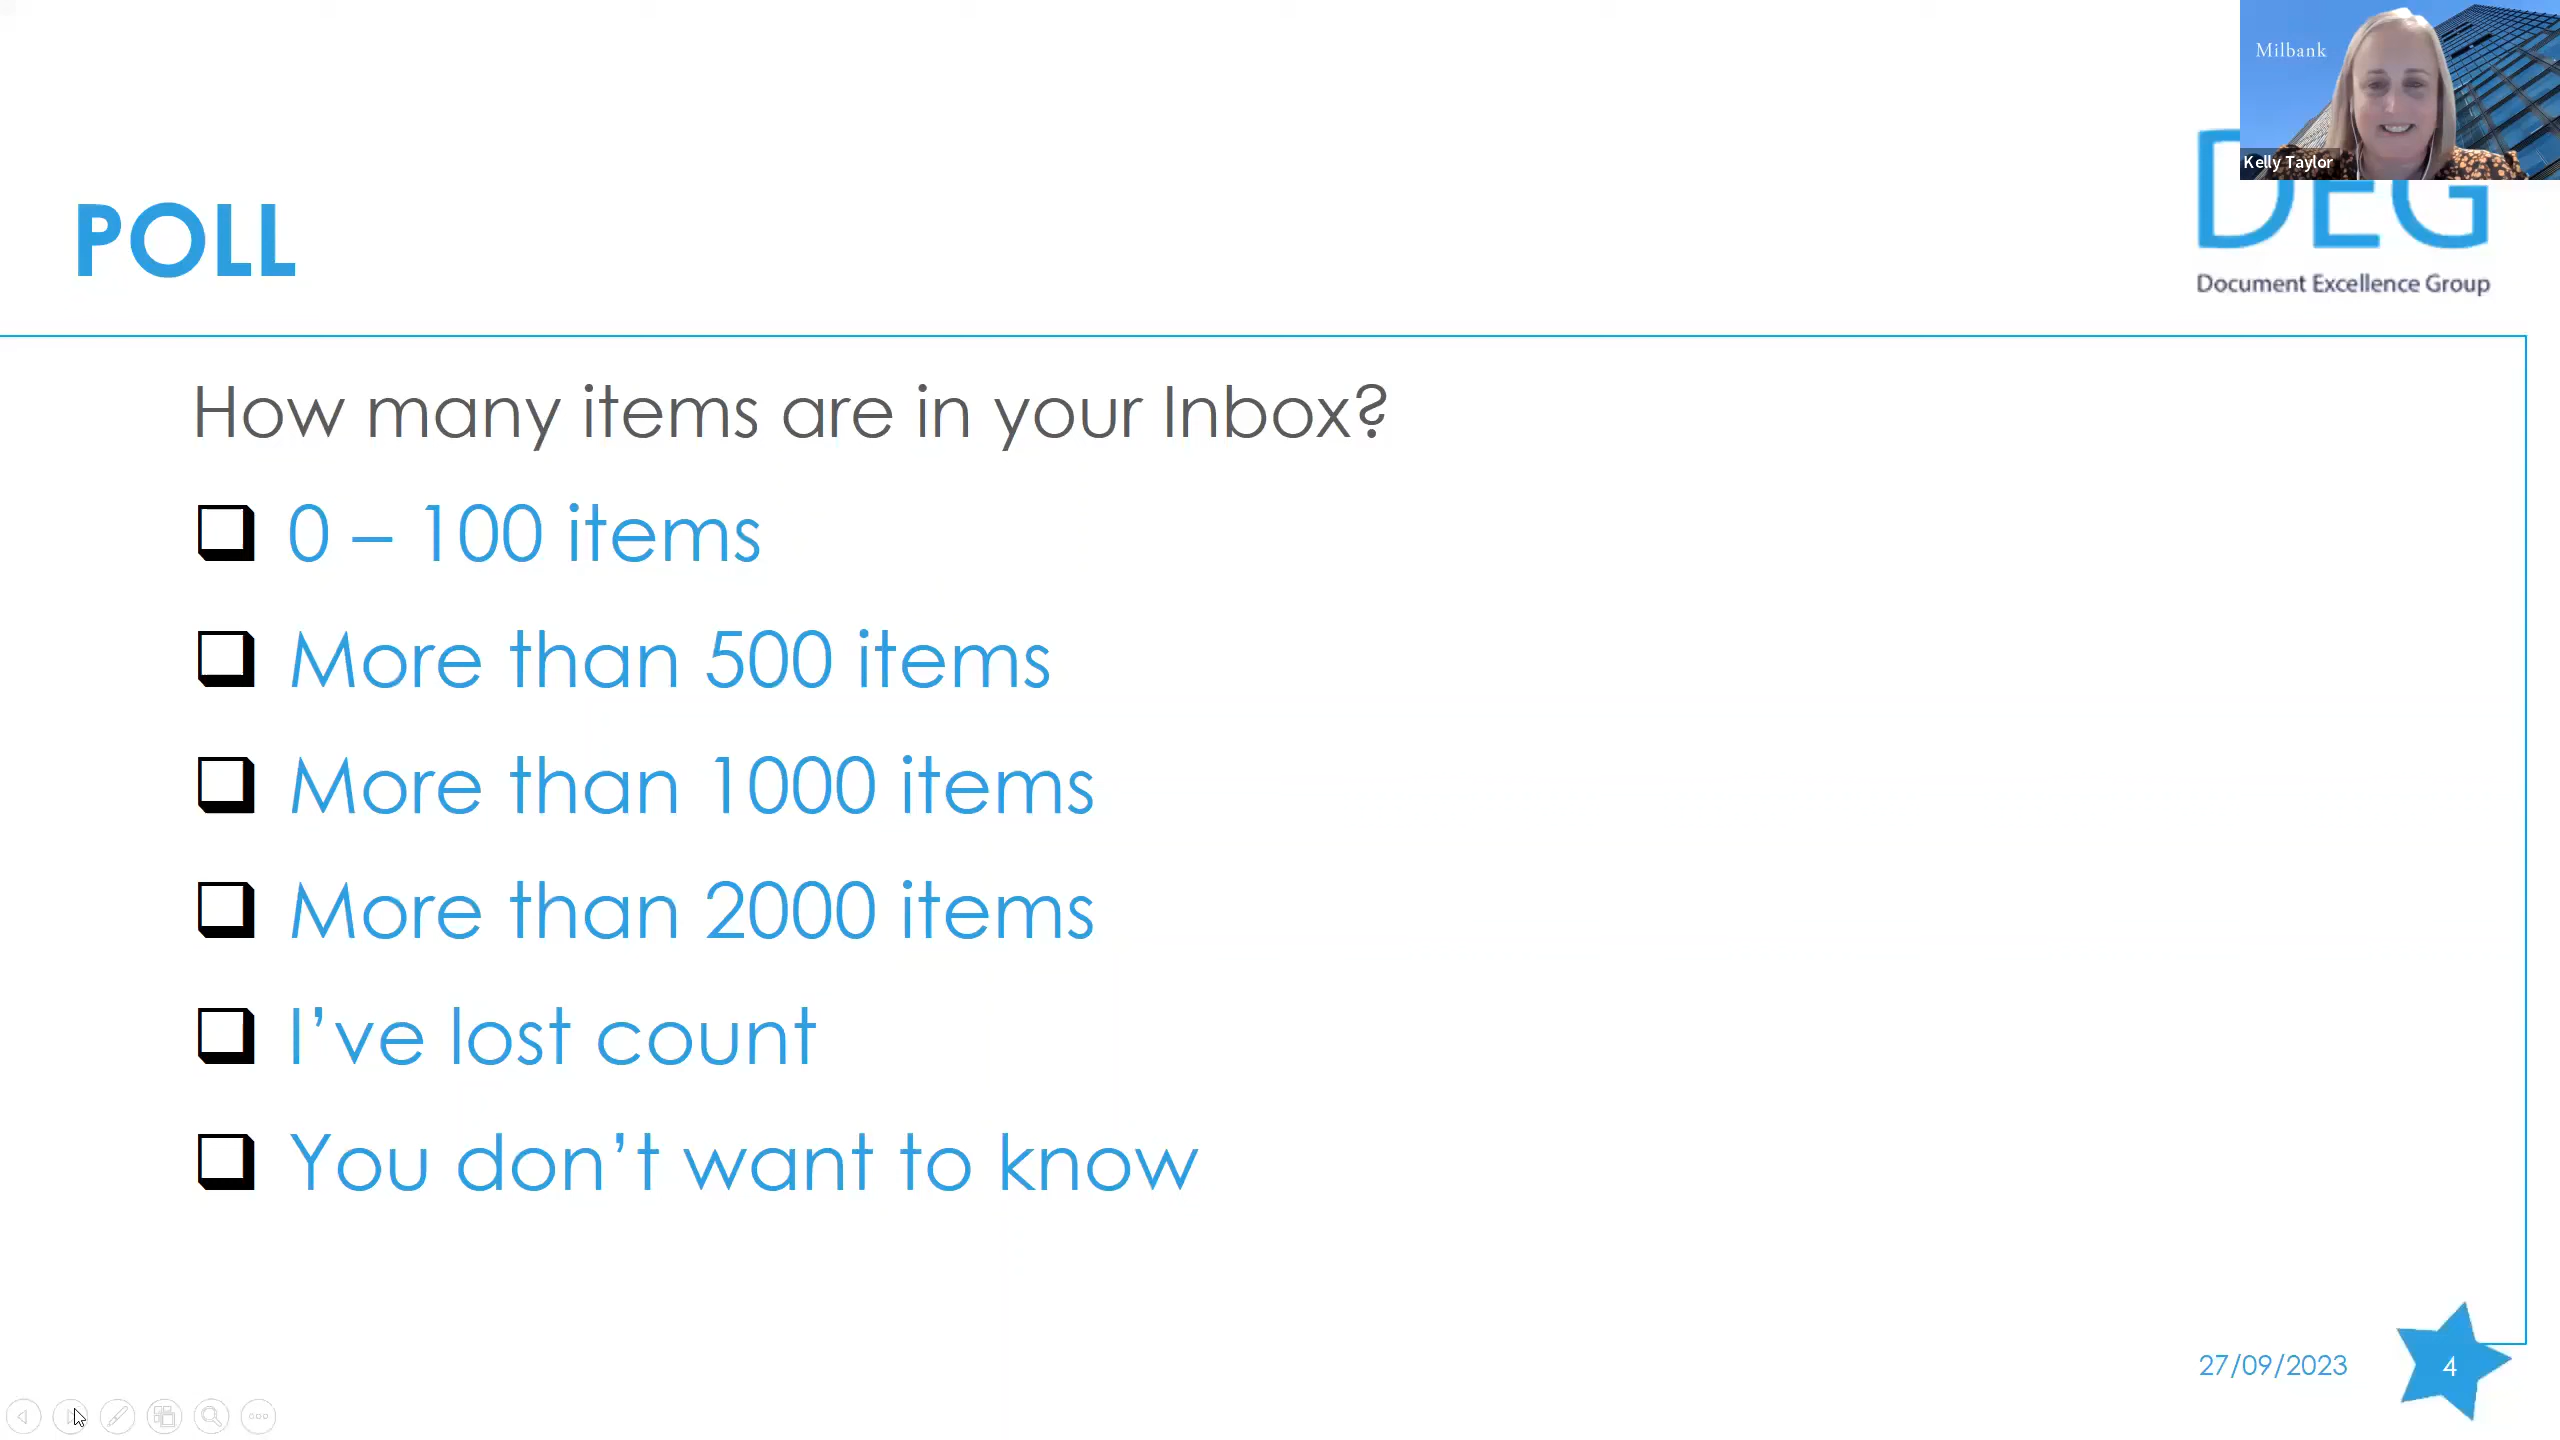 Milbank
Kelly Taylor
DEG
Document Excellence Group
POLL
How many items are in your Inbox?
0 – 100 items
More than 500 items
More than 1000 items
More than 2000 items
I’ve lost count
You don’t want to know
27/09/2023
4